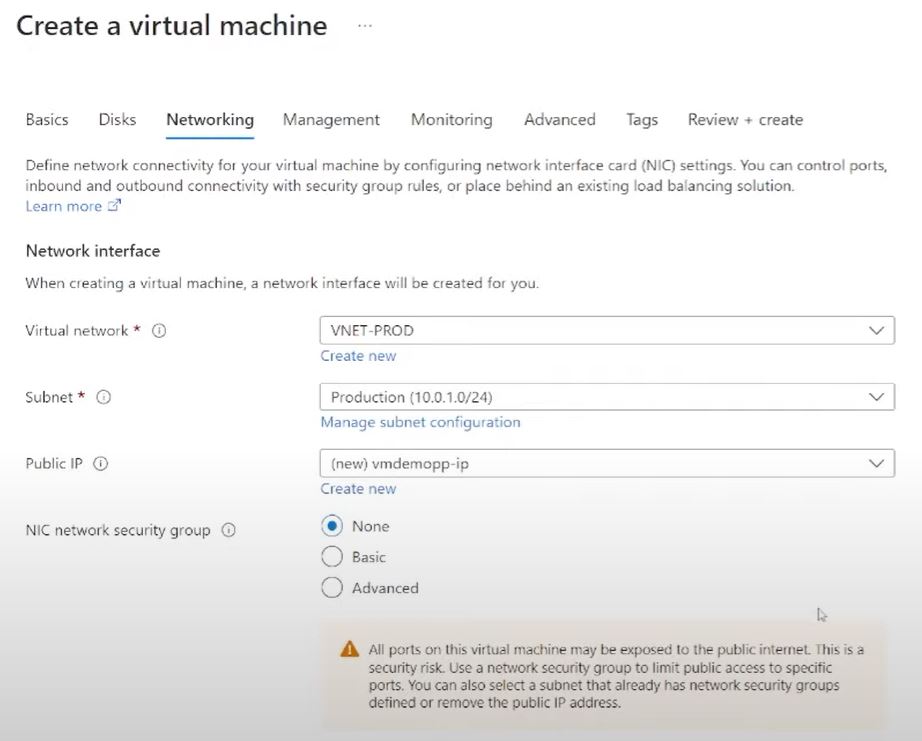 Create a virtual machine ...
Basics Disks Networking Management Monitoring Advanced Tags Review + create
Define network connectivity for your virtual machine by configuring network interface card (NIC) settings. You can control ports,
inbound and outbound connectivity with security group rules, or place behind an existing load balancing solution.
Learn more
Network interface
When creating a virtual machine, a network interface will be created for you.
Virtual network * VNET-PROD
Create new
Subnet * Production (10.0.1.0/24)
Manage subnet configuration
Public IP (new) vmdemopp-ip
Create new
NIC network security group None
Basic
Advanced
All ports on this virtual machine may be exposed to the public internet. This is a
security risk. Use a network security group to limit public access to specific
ports. You can also select a subnet that already has network security groups
defined or remove the public IP address.